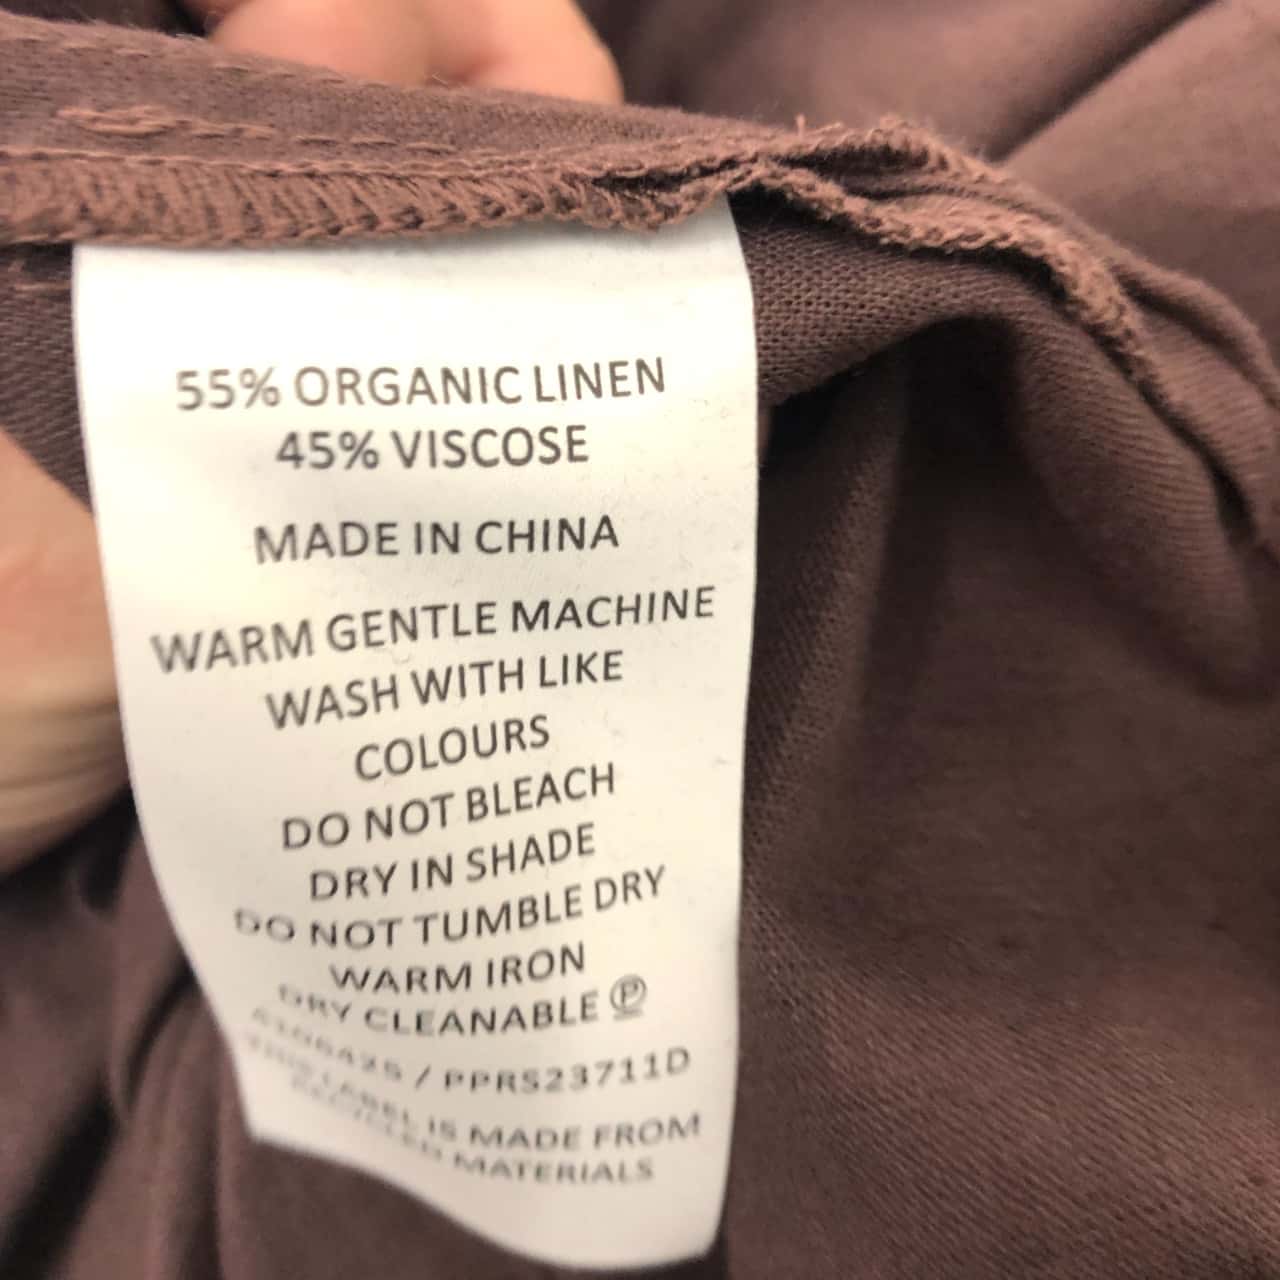 55% ORGANIC LINEN
45% VISCOSE
MADE IN CHINA
WARM GENTLE MACHINE
WASH WITH LIKE
COLOURS
DO NOT BLEACH
DRY IN SHADE
DO NOT TUMBLE DRY
WARM IRON
DRY CLEANABLE Ⓟ
/ PPRS23711D
THIS LABEL IS MADE FROM
RECYCLED MATERIALS